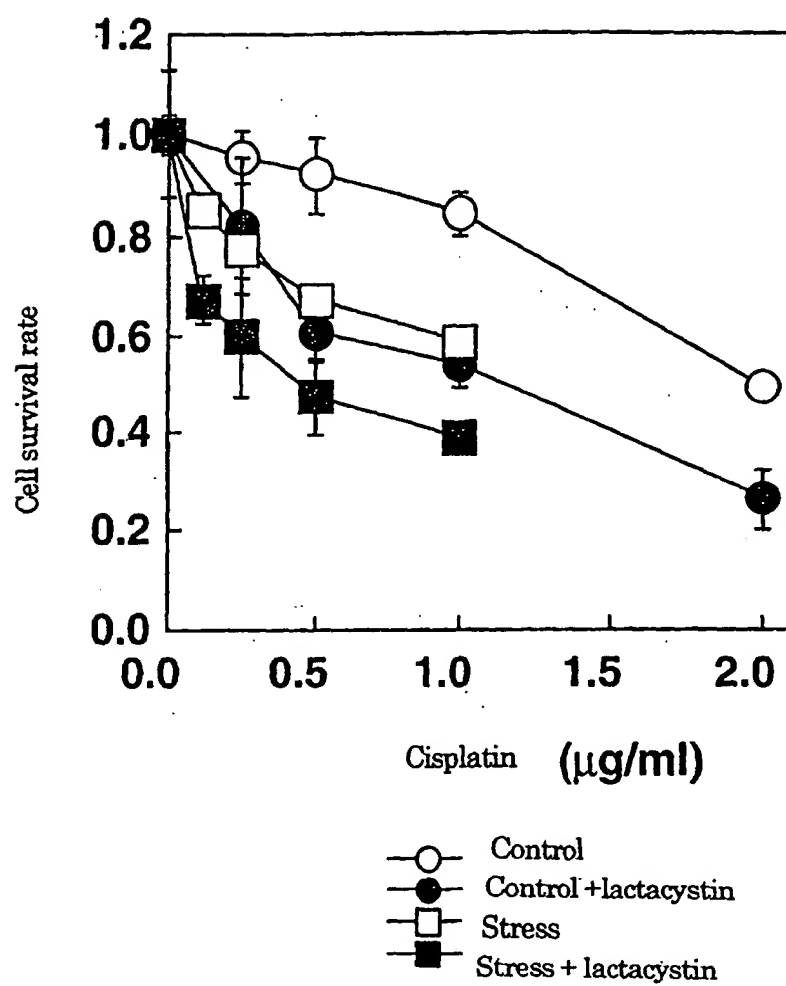 1.2
1.0
0.8
0.6
0.4
0.2
0.0
Cell survival rate
0.0 0.5 1.0 1.5 2.0
Cisplatin (μg/ml)
Control
Control+lactacystin
Stress
Stress + lactacystin